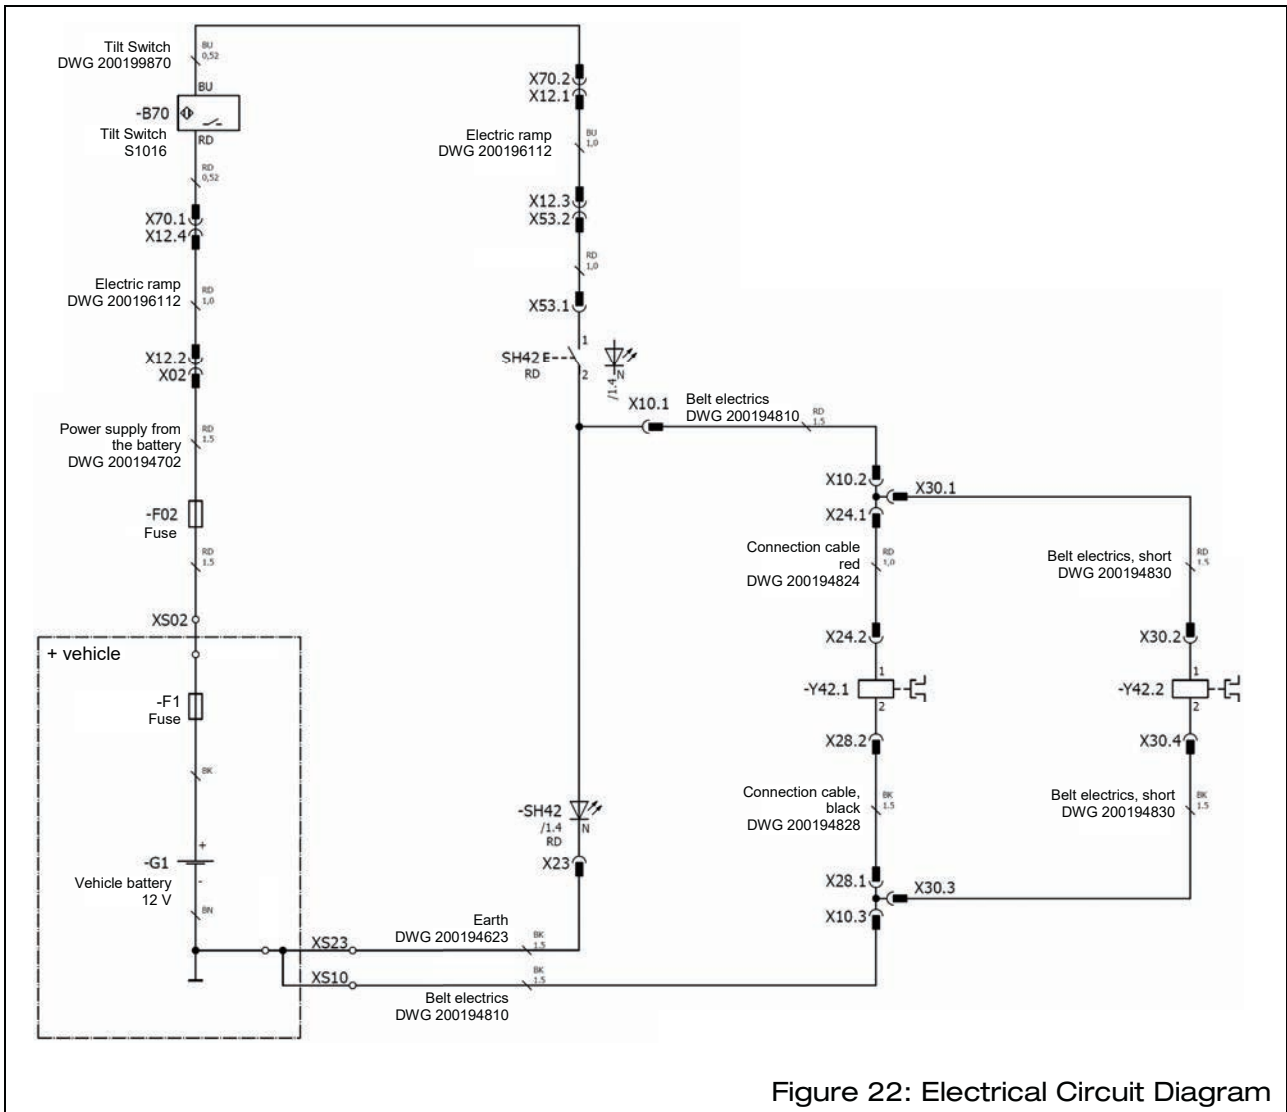 Tilt Switch
DWG 200199870
BU
0,52
BU
-B70
Tilt Switch
S1016
RD
RD
0,52
X70.1
X12.4
Electric ramp
DWG 200196112
RD
1,0
X12.2
X02
Power supply from
the battery
DWG 200194702
RD
1.5
-F02
Fuse
RD
1.5
XS02
+ vehicle
-F1
Fuse
BK
+
-G1
-
Vehicle battery
12 V
BN
X70.2
X12.1
Electric ramp
DWG 200196112
BU
1,0
X12.3
X53.2
RD
1,0
X53.1
1
SH42 E
RD
2
N
/1.4
X10.1
Belt electrics
DWG 200194810
RD
1.5
X10.2
X30.1
X24.1
Connection cable
red
DWG 200194824
RD
1,0
Belt electrics, short
DWG 200194830
RD
1.5
X24.2
X30.2
1
-Y42.1
2
1
-Y42.2
2
X28.2
X30.4
Connection cable,
black
DWG 200194828
BK
1.5
Belt electrics, short
DWG 200194830
BK
1.5
-SH42
/1.4
RD
N
X23
X28.1
X30.3
X10.3
XS23
Earth
DWG 200194623
BK
1.5
XS10
BK
1.5
Belt electrics
DWG 200194810
Figure 22: Electrical Circuit Diagram